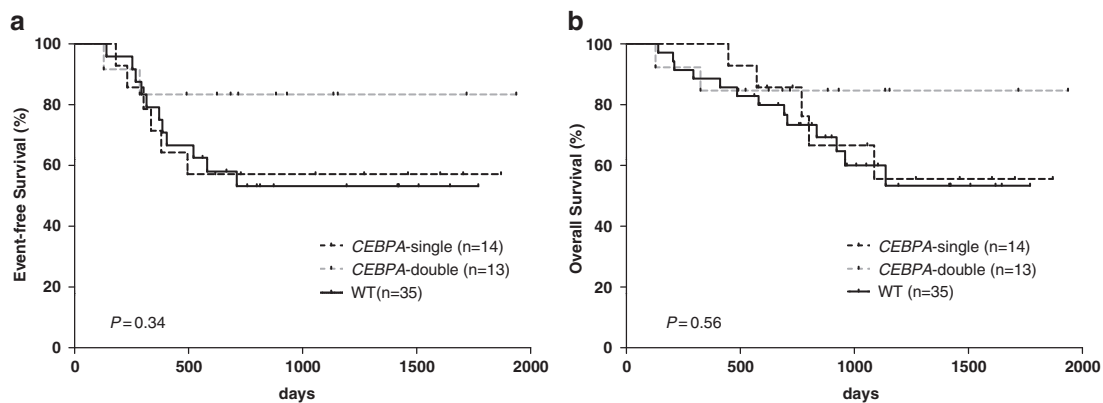 a
100
80
60
40
20
0
Event-free Survival (%)
CEBPA-single (n=14)
CEBPA-double (n=13)
WT(n=35)
P=0.34
0 500 1000 1500 2000
days
b
100
80
60
40
20
0
Overall Survival (%)
CEBPA-single (n=14)
CEBPA-double (n=13)
WT (n=35)
P=0.56
0 500 1000 1500 2000
days